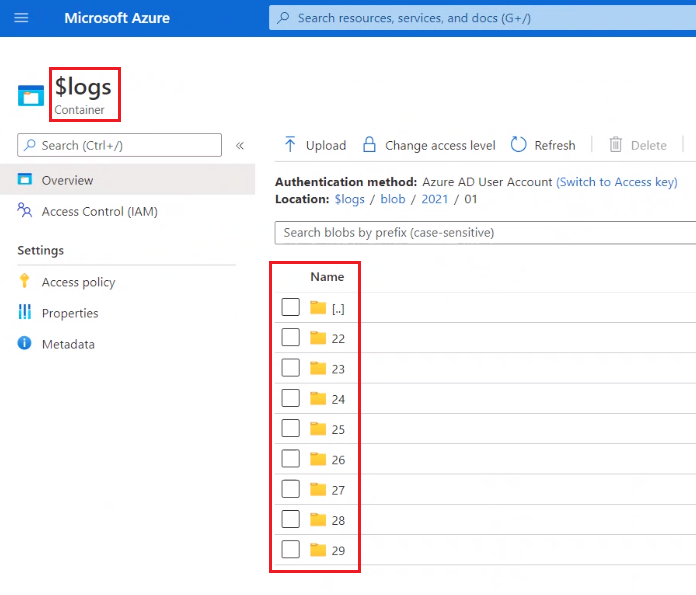 Microsoft Azure
Search resources, services, and docs (G+/)
$logs
Container
Search (Ctrl+/)
«
Overview
Access Control (IAM)
Settings
Access policy
Properties
Metadata
Upload
Change access level
Refresh
Delete
Authentication method: Azure AD User Account (Switch to Access key)
Location: $logs / blob / 2021 / 01
Search blobs by prefix (case-sensitive)
Name
[..]
22
23
24
25
26
27
28
29